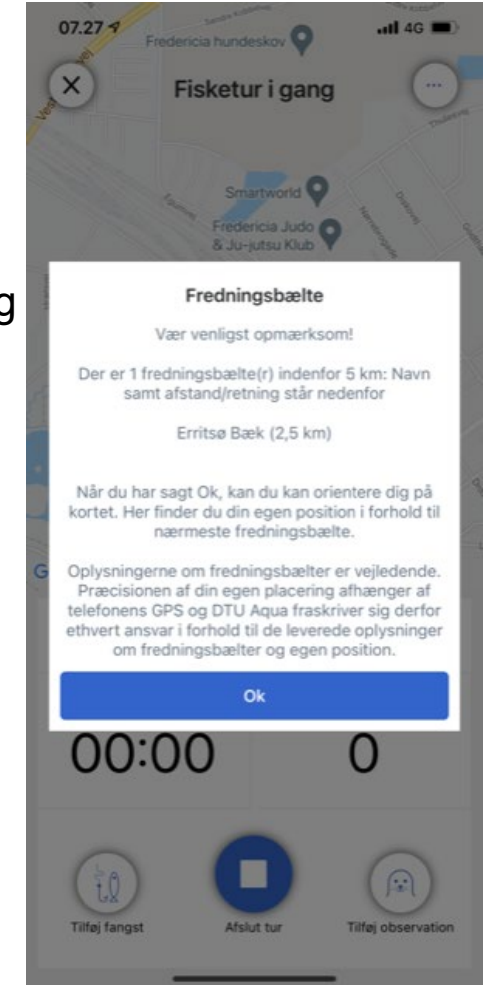 07.27
4G
Fredericia hundeskov
Fisketur i gang
Smartworld
Fredericia Judo
& Ju-jutsu Klub
g
Fredningsbælte
Vær venligst opmærksom!
Der er 1 fredningsbælte(r) indenfor 5 km: Navn
samt afstand/retning står nedenfor
Erritsø Bæk (2,5 km)
Når du har sagt Ok, kan du kan orientere dig på
kortet. Her finder du din egen position i forhold til
nærmeste fredningsbælte.
G
Oplysningerne om fredningsbælter er vejledende.
Præcisionen af din egen placering afhænger af
telefonens GPS og DTU Aqua fraskriver sig derfor
ethvert ansvar i forhold til de leverede oplysninger
om fredningsbælter og egen position.
Ok
00:00
0
Tilføj fangst
Afslut tur
Tilføj observation